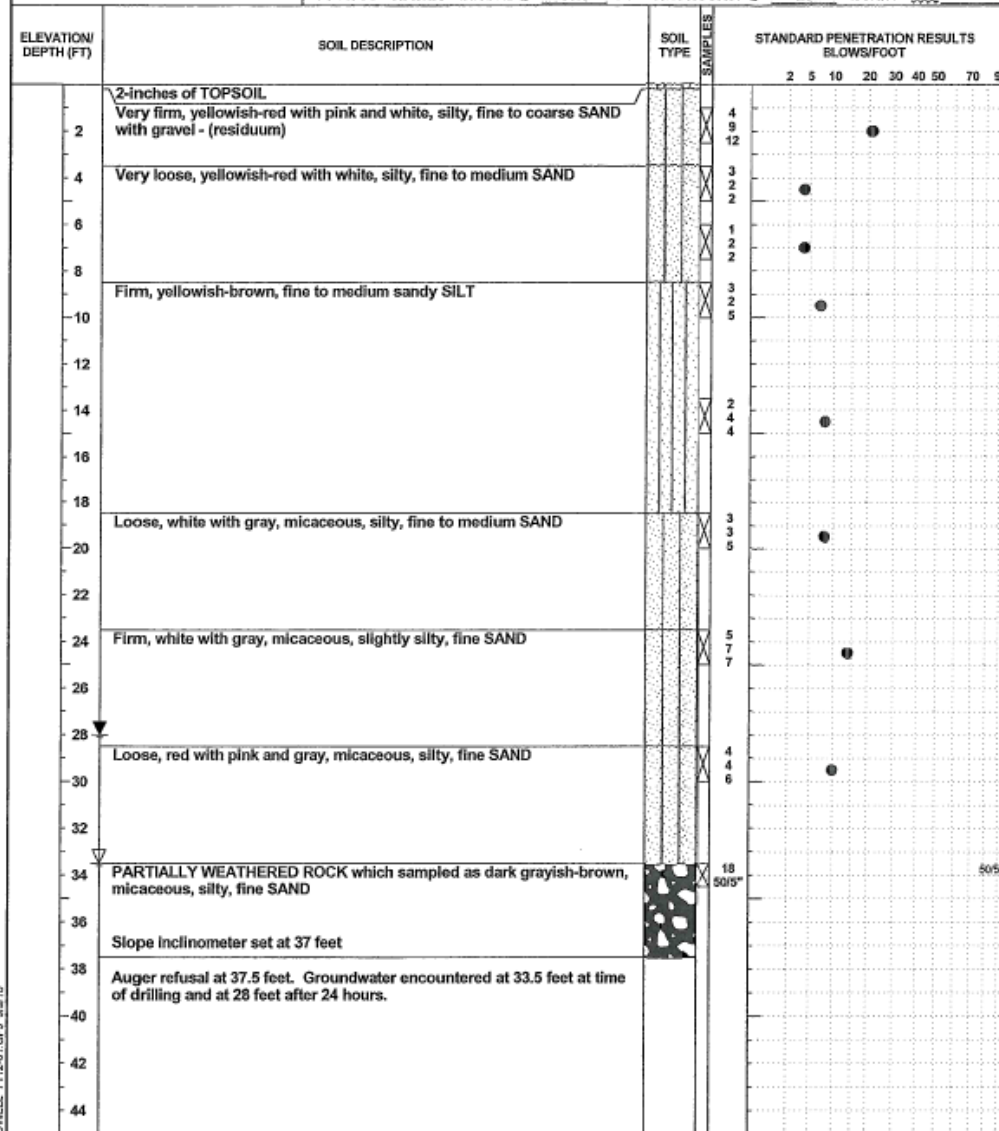 ELEVATION/
DEPTH (FT)
SOIL DESCRIPTION
SOIL
TYPE
SAMPLES
STANDARD PENETRATION RESULTS
BLOWS/FOOT
2 5 10 20 30 40 50 70
2-inches of TOPSOIL
Very firm, yellowish-red with pink and white, silty, fine to coarse SAND
with gravel - (residuum)
4
9
12
2
Very loose, yellowish-red with white, silty, fine to medium SAND
3
2
2
4
6
1
2
2
8
Firm, yellowish-brown, fine to medium sandy SILT
3
2
5
10
12
14
2
4
4
16
18
Loose, white with gray, micaceous, silty, fine to medium SAND
3
3
5
20
22
24
Firm, white with gray, micaceous, slightly silty, fine SAND
5
7
7
26
28
Loose, red with pink and gray, micaceous, silty, fine SAND
4
4
6
30
32
34
PARTIALLY WEATHERED ROCK which sampled as dark grayish-brown,
micaceous, silty, fine SAND
18
50/5"
50/5
36
Slope inclinometer set at 37 feet
38
Auger refusal at 37.5 feet. Groundwater encountered at 33.5 feet at time
of drilling and at 28 feet after 24 hours.
40
42
44